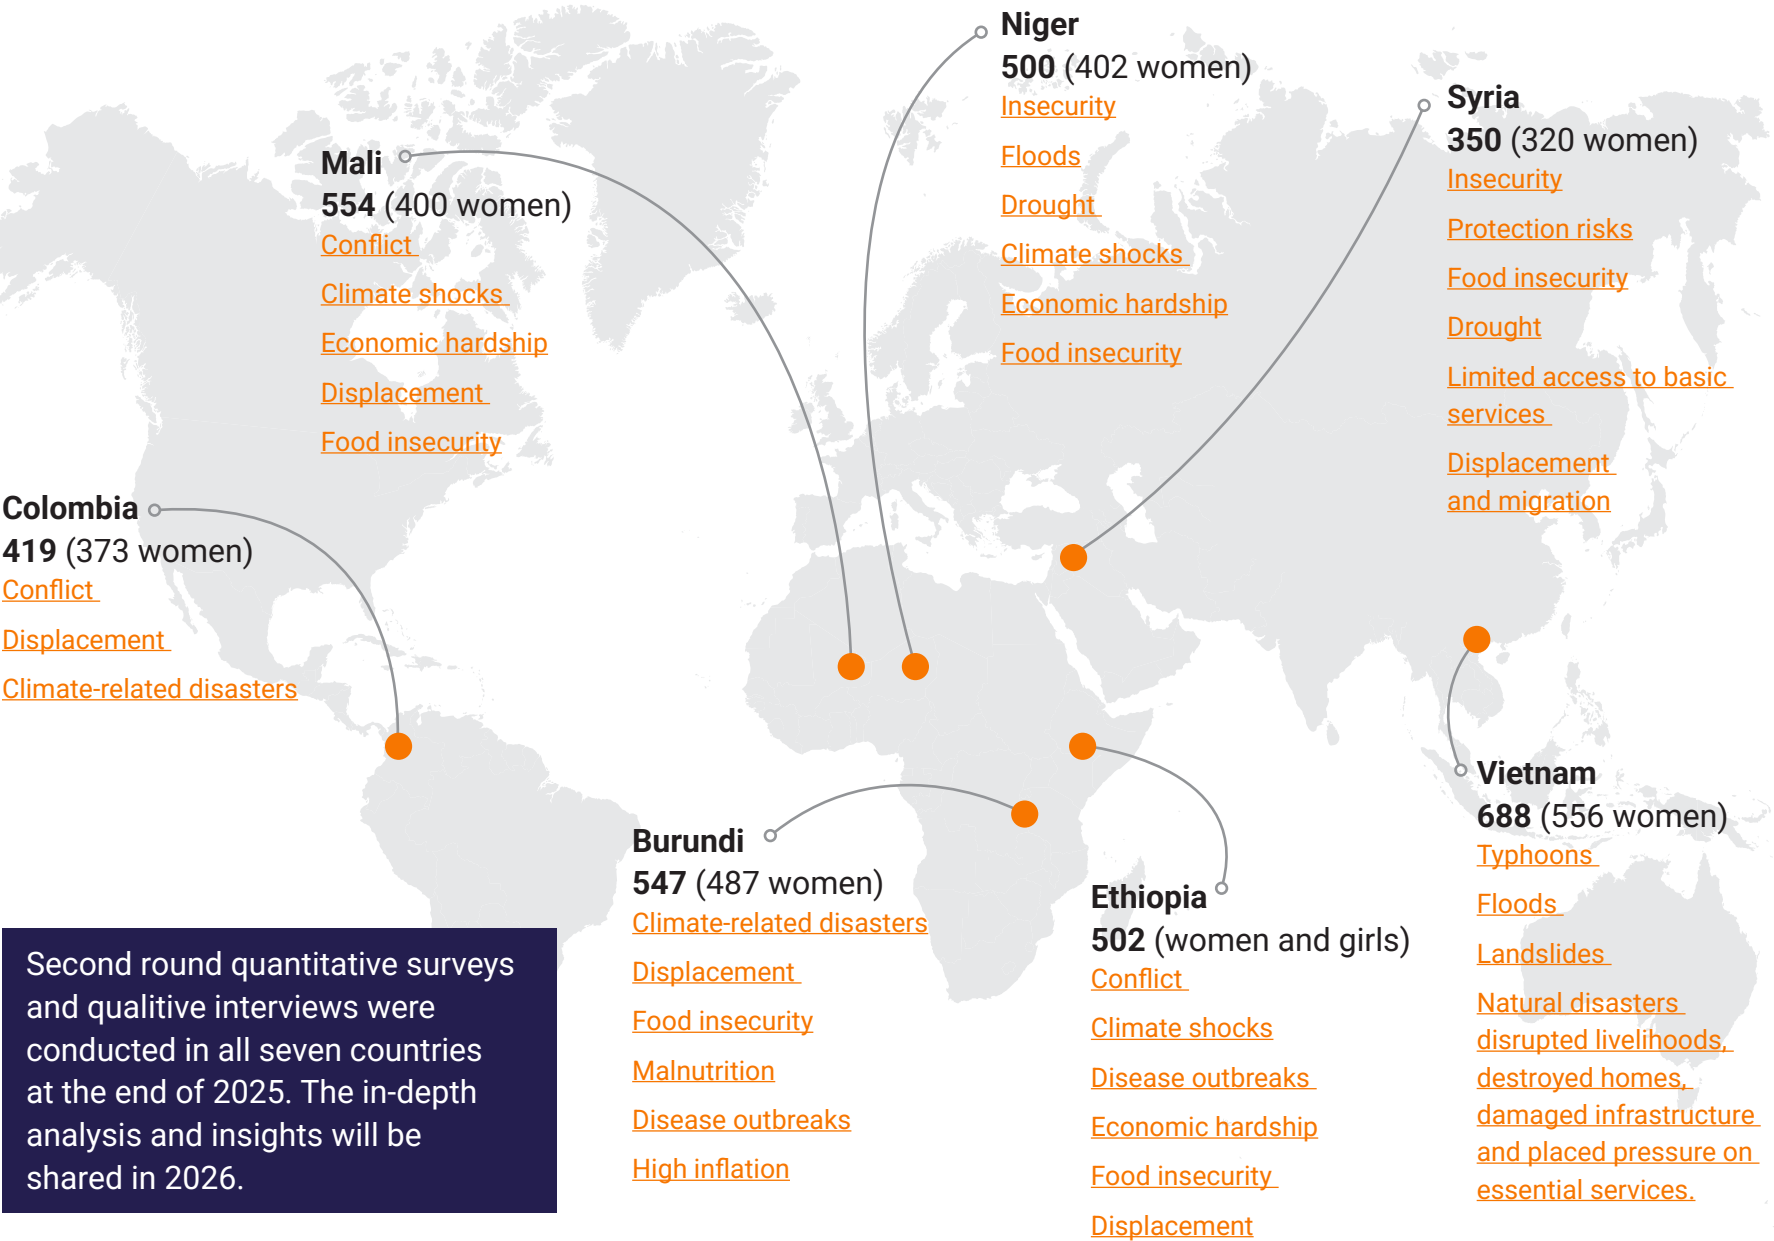 Niger
500 (402 women)
Insecurity
Floods
Drought
Climate shocks
Economic hardship
Food insecurity
Syria
350 (320 women)
Insecurity
Protection risks
Food insecurity
Drought
Limited access to basic
services
Displacement
and migration
Mali
554 (400 women)
Conflict
Climate shocks
Economic hardship
Displacement
Food insecurity
Colombia
419 (373 women)
Conflict
Displacement
Climate-related disasters
Vietnam
688 (556 women)
Typhoons
Floods
Landslides
Natural disasters
disrupted livelihoods,
destroyed homes,
damaged infrastructure
and placed pressure on
essential services.
Burundi
547 (487 women)
Climate-related disasters
Displacement
Food insecurity
Malnutrition
Disease outbreaks
High inflation
Ethiopia
502 (women and girls)
Conflict
Climate shocks
Disease outbreaks
Economic hardship
Food insecurity
Displacement
Second round quantitative surveys
and qualitive interviews were
conducted in all seven countries
at the end of 2025. The in-depth
analysis and insights will be
shared in 2026.